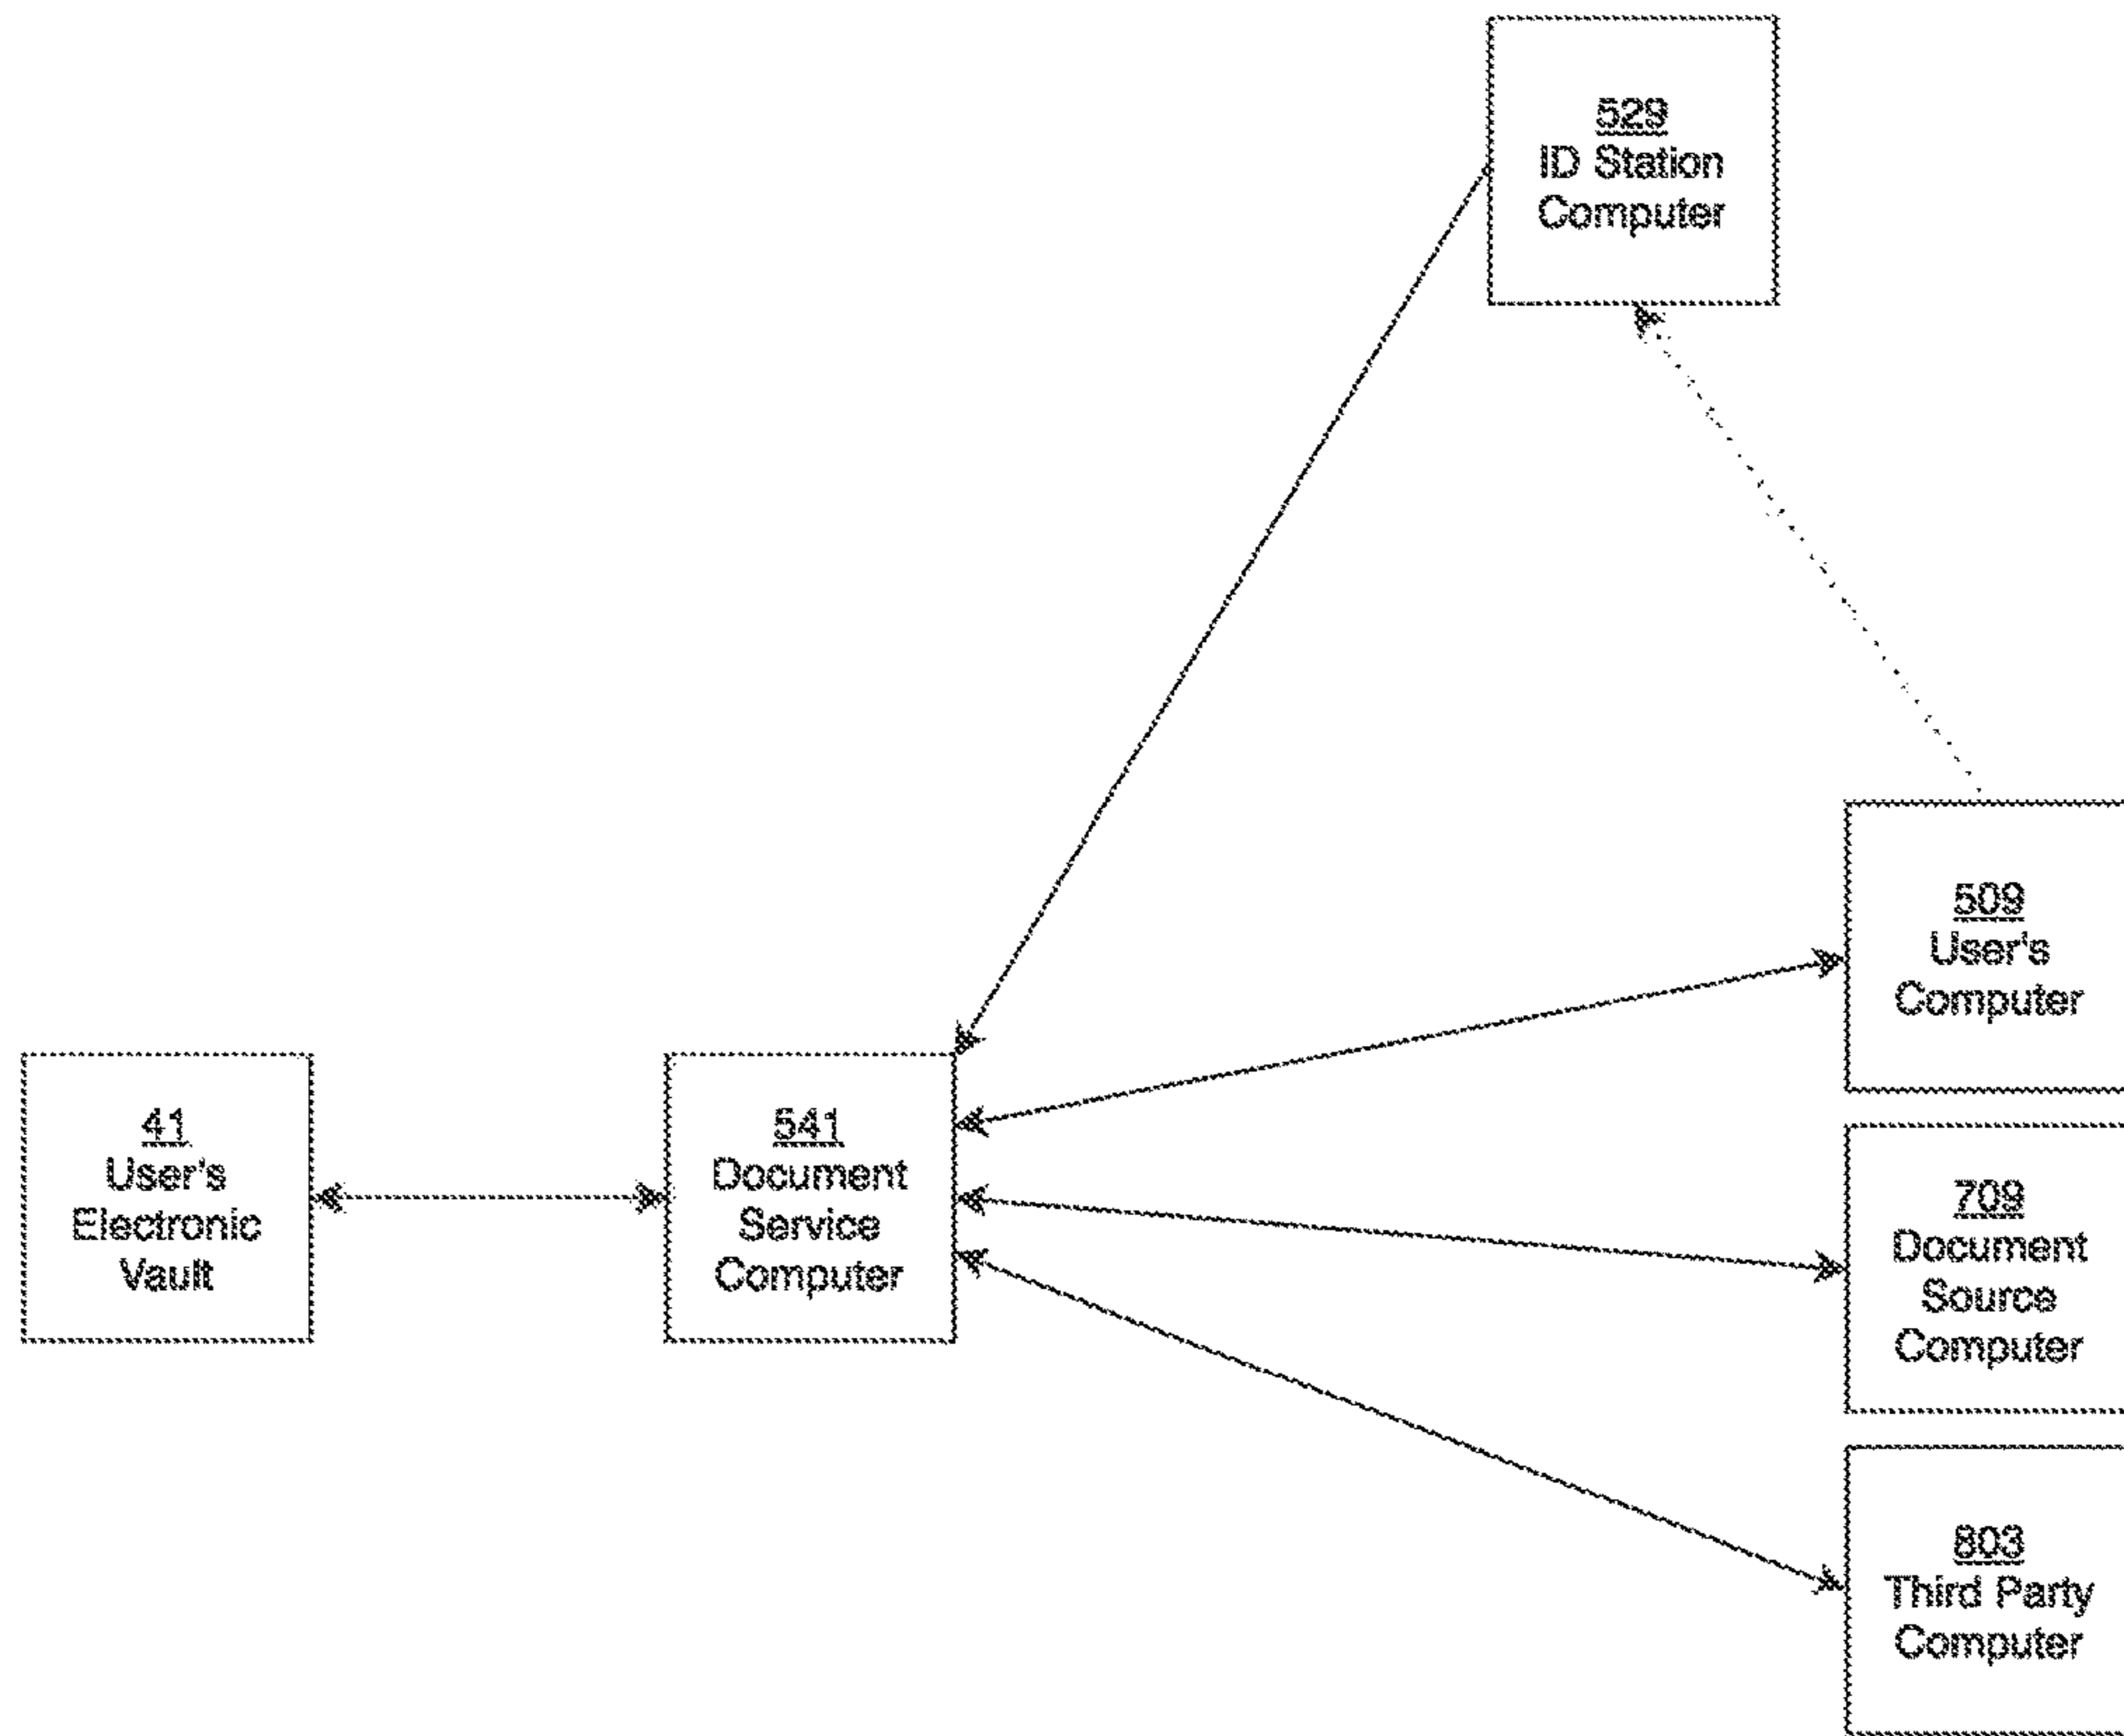 529
ID Station
Computer
509
User's
Computer
41
User's
Electronic
Vault
541
Document
Service
Computer
709
Document
Source
Computer
803
Third Party
Computer